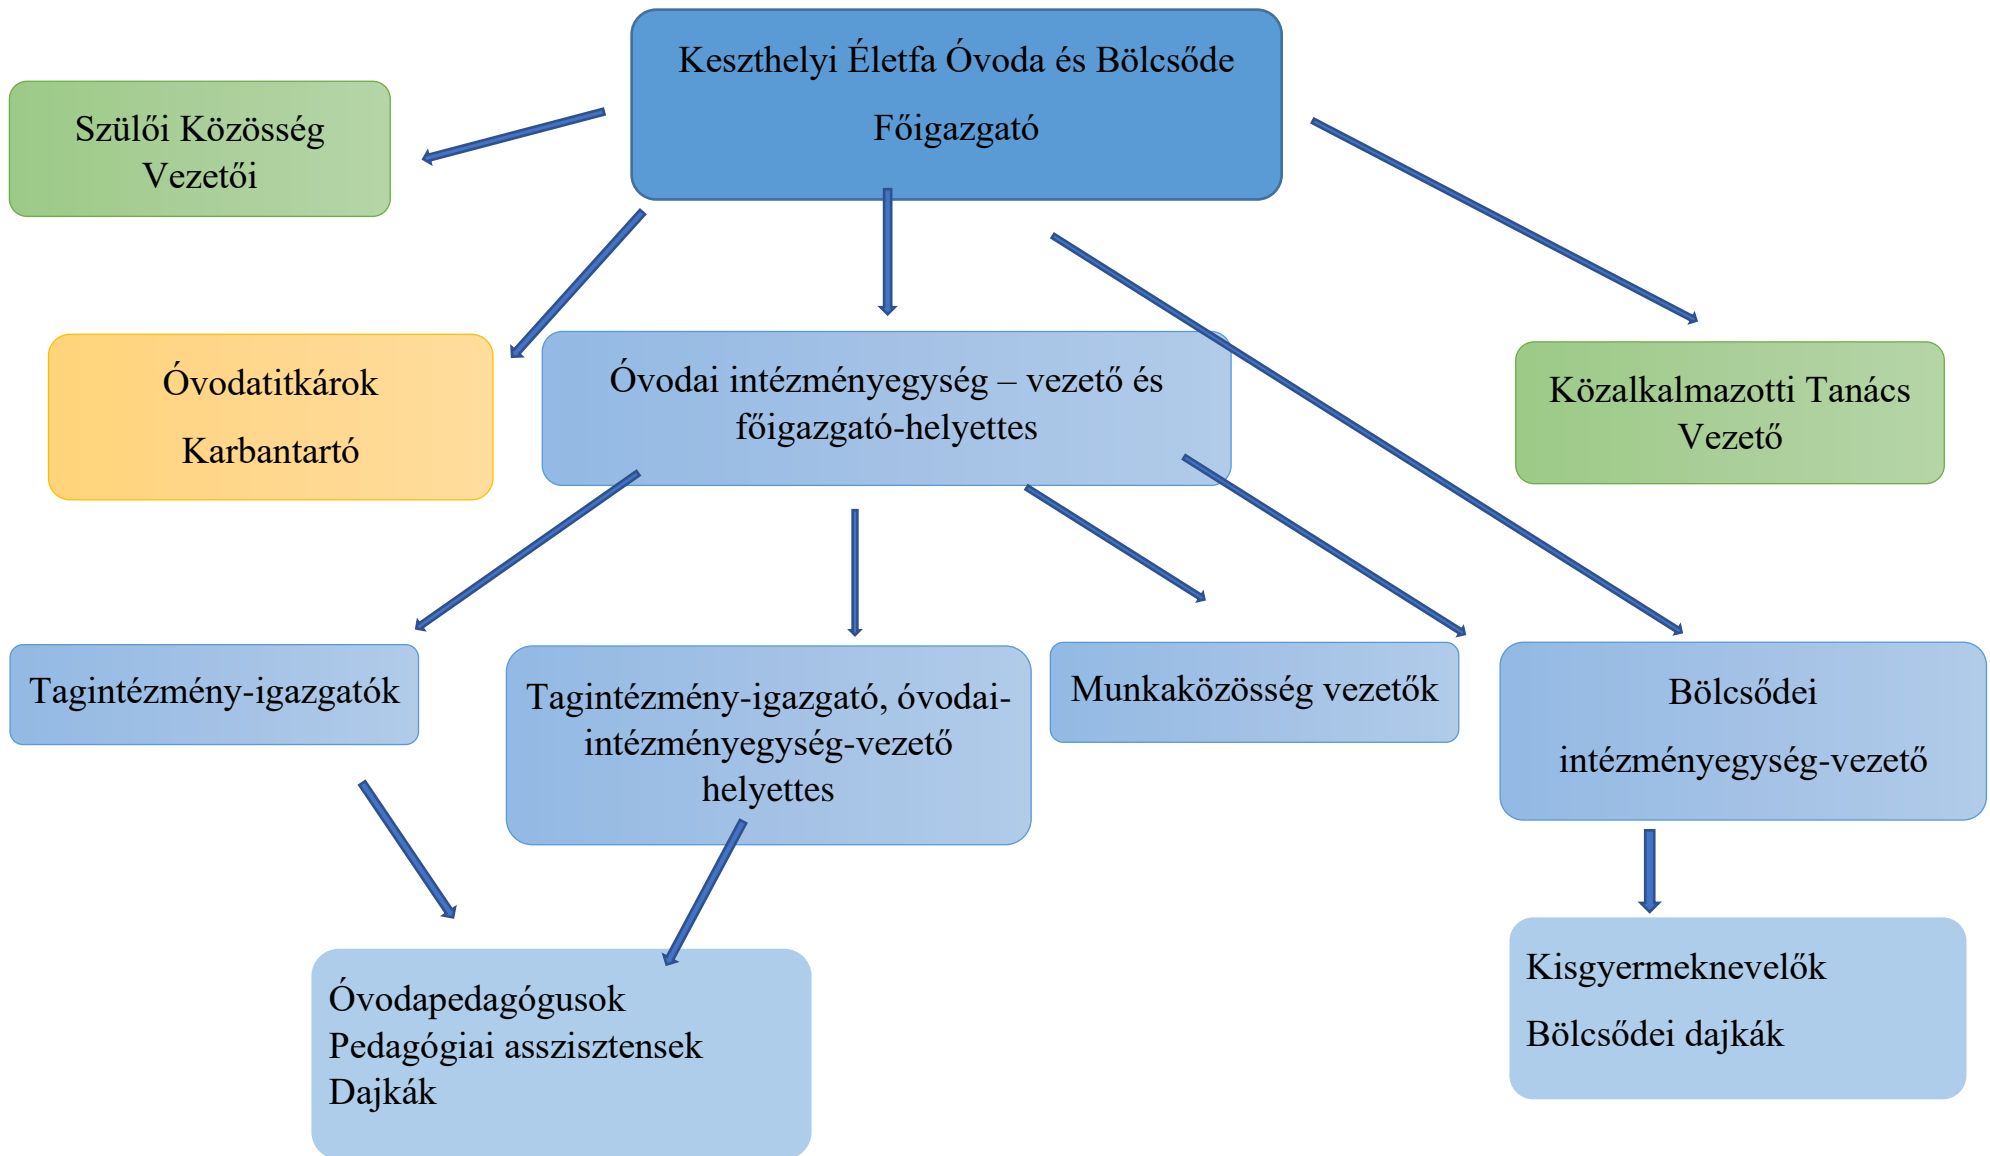 Keszthelyi Életfa Óvoda és Bölcsőde
Főigazgató
Szülői Közösség
Vezetői
Óvodatitkárok
Karbantartó
Óvodai intézményegység – vezető és
főigazgató-helyettes
Közalkalmazotti Tanács
Vezető
Tagintézmény-igazgatók
Tagintézmény-igazgató, óvodai-
intézményegység-vezető
helyettes
Munkaközösség vezetők
Bölcsődei
intézményegység-vezető
Óvodapedagógusok
Pedagógiai asszisztensek
Dajkák
Kisgyermeknevelők
Bölcsődei dajkák